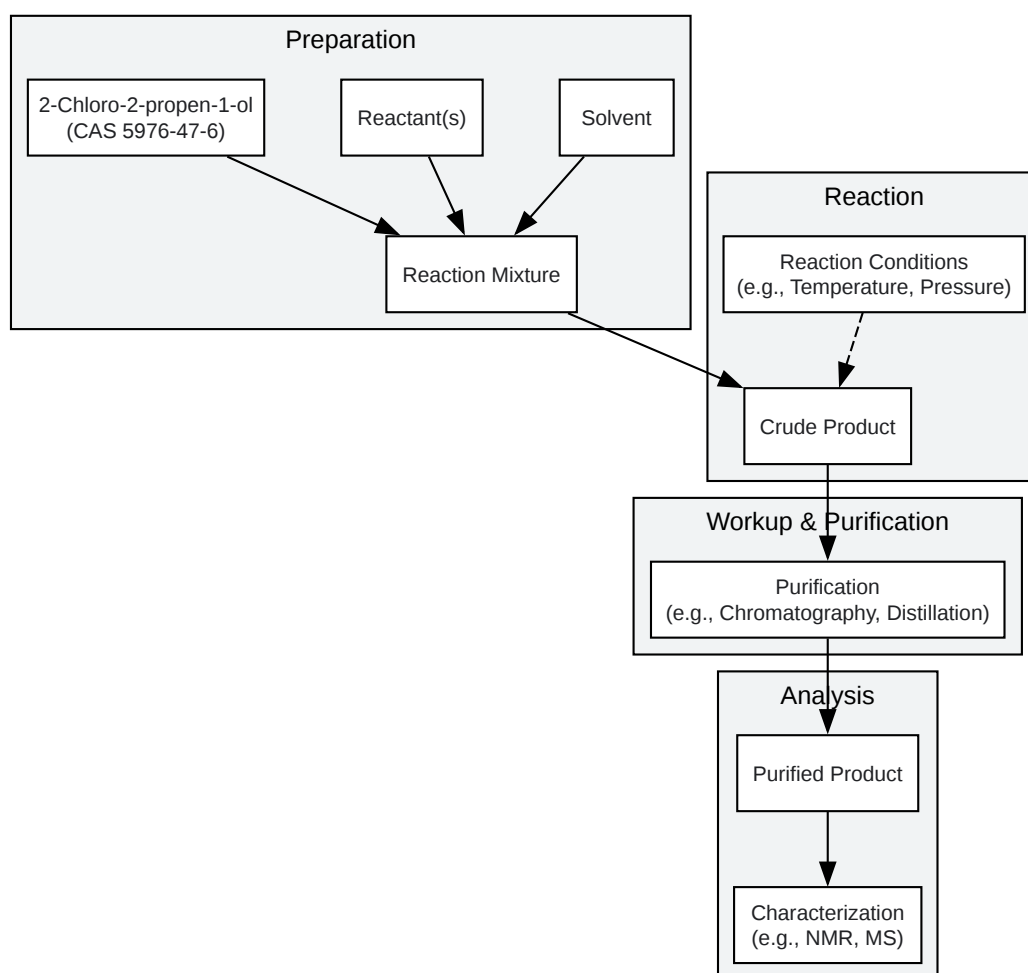 Preparation
2-Chloro-2-propen-1-ol
(CAS 5976-47-6)
Reactant(s)
Solvent
Reaction Mixture
Reaction
Reaction Conditions
(e.g., Temperature, Pressure)
Crude Product
Workup & Purification
Purification
(e.g., Chromatography, Distillation)
Analysis
Purified Product
Characterization
(e.g., NMR, MS)